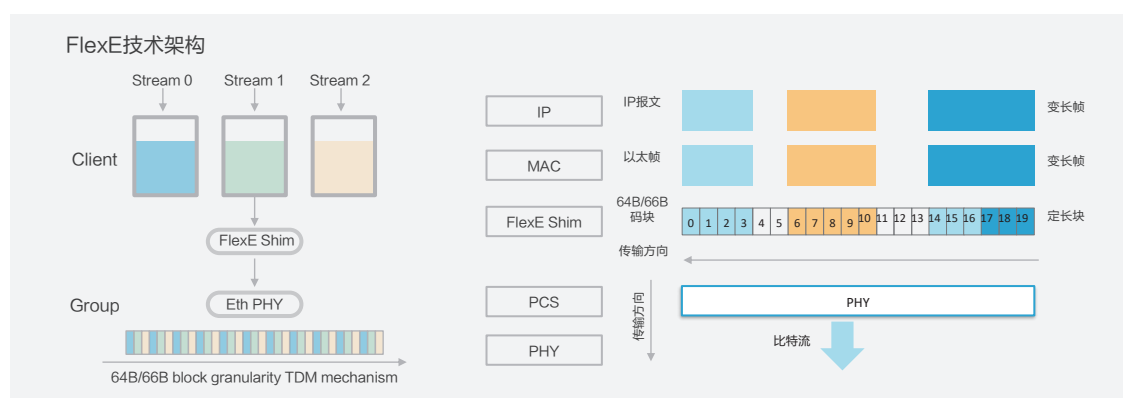 FlexE技术架构
Stream 0
Stream 1
Stream 2
Client
FlexE Shim
Group
Eth PHY
64B/66B block granularity TDM mechanism
IP
IP报文
变长帧
MAC
以太帧
变长帧
FlexE Shim
64B/66B
码块
0 1 2 3 4 5 6 7 8 9 10 11 12 13 14 15 16 17 18 19
定长块
传输方向
PCS
传输方向
PHY
PHY
比特流